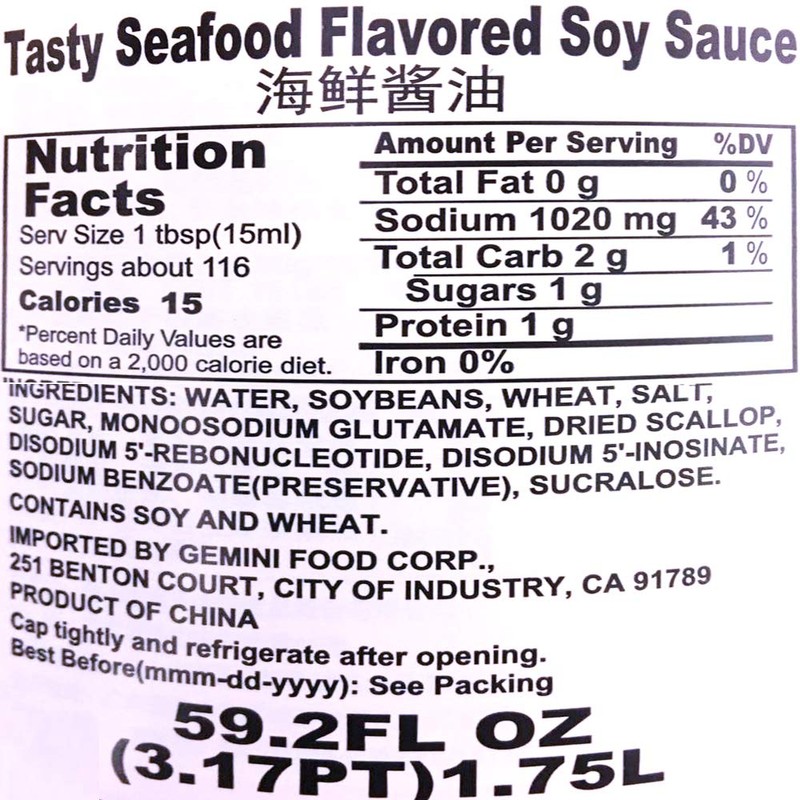 Tasty Seafood Flavored Soy Sauce
海鲜酱油
Nutrition
Facts
Serv Size 1 tbsp(15ml)
Servings about 116
Calories 15
*Percent Daily Values are
based on a 2,000 calorie diet.
Amount Per Serving %DV
Total Fat 0 g 0 %
Sodium 1020 mg 43 %
Total Carb 2 g 1 %
Sugars 1 g
Protein 1 g
Iron 0%
INGREDIENTS: WATER, SOYBEANS, WHEAT, SALT,
SUGAR, MONOOSODIUM GLUTAMATE, DRIED SCALLOP,
DISODIUM 5'-REBONUCLEOTIDE, DISODIUM 5'-INOSINATE,
SODIUM BENZOATE(PRESERVATIVE), SUCRALOSE.
CONTAINS SOY AND WHEAT.
IMPORTED BY GEMINI FOOD CORP.,
251 BENTON COURT, CITY OF INDUSTRY, CA 91789
PRODUCT OF CHINA
Cap tightly and refrigerate after opening.
Best Before(mmm-dd-yyyy): See Packing
59.2FL OZ
(3.17PT)1.75L